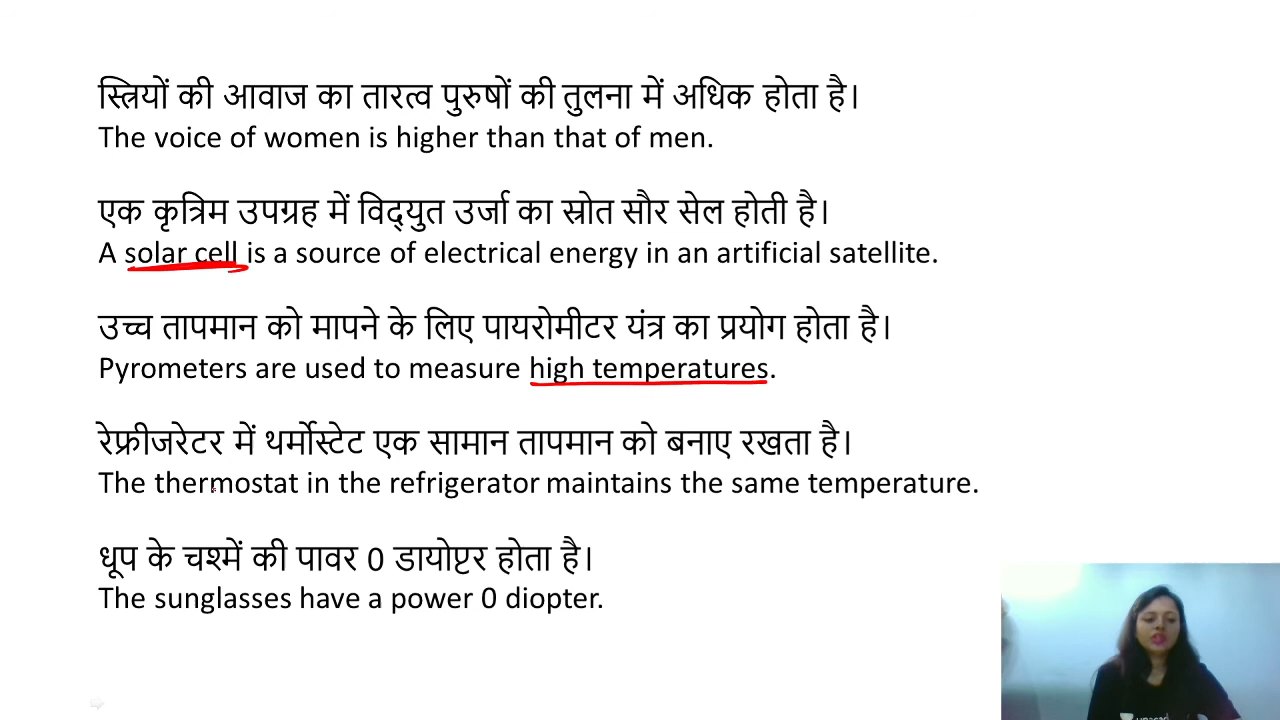 स्त्रियों की आवाज का तारत्व पुरुषों की तुलना में अधिक होता है।
The voice of women is higher than that of men.
एक कृत्रिम उपग्रह में विद्युत उर्जा का स्रोत सौर सेल होती है।
A solar cell is a source of electrical energy in an artificial satellite.
उच्च तापमान को मापने के लिए पायरोमीटर यंत्र का प्रयोग होता है।
Pyrometers are used to measure high temperatures.
रेफ्रीजरेटर में थर्मोस्टेट एक सामान तापमान को बनाए रखता है।
The thermostat in the refrigerator maintains the same temperature.
धूप के चश्में की पावर 0 डायोप्टर होता है।
The sunglasses have a power 0 diopter.